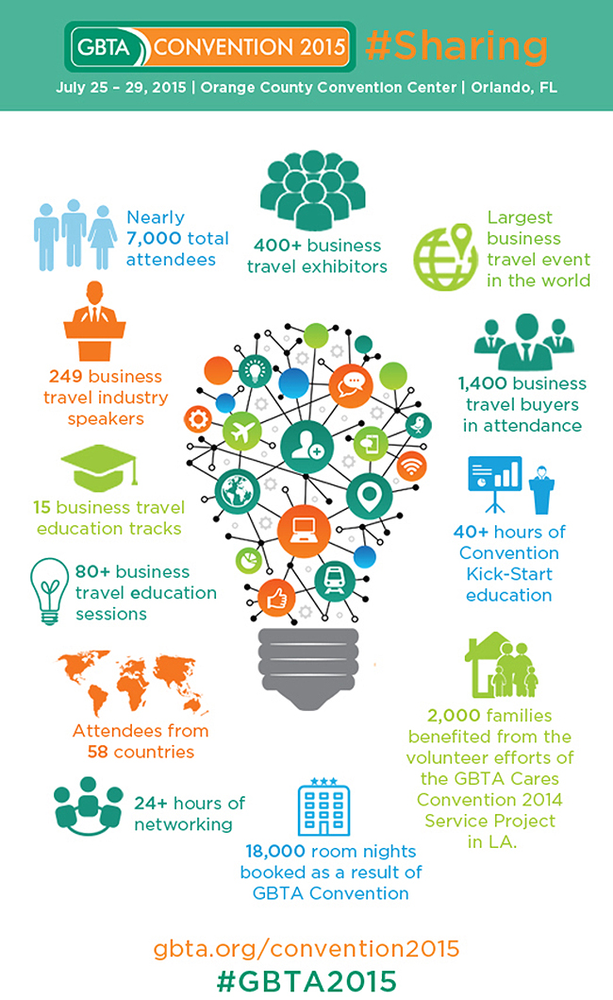 GBTA CONVENTION 2015 #Sharing
July 25 – 29, 2015 | Orange County Convention Center | Orlando, FL
Nearly
7,000 total
attendees
400+ business
travel exhibitors
Largest
business
travel event
in the world
249 business
travel industry
speakers
1,400 business
travel buyers
in attendance
15 business travel
education tracks
40+ hours of
Convention
Kick-Start
education
80+ business
travel education
sessions
Attendees from
58 countries
2,000 families
benefited from the
volunteer efforts of
the GBTA Cares
Convention 2014
Service Project
in LA.
24+ hours of
networking
18,000 room nights
booked as a result of
GBTA Convention
gbta.org/convention2015
#GBTA2015